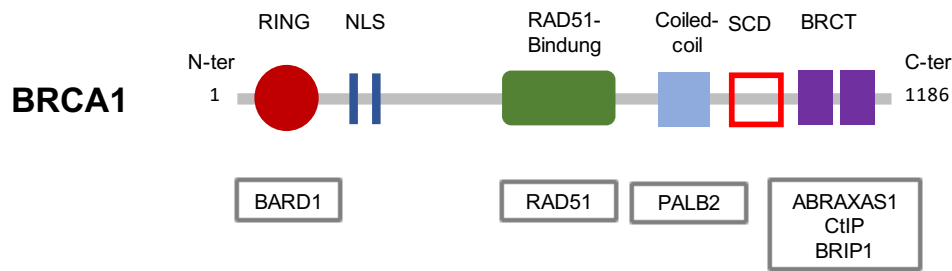 RING
NLS
RAD51-
Bindung
Coiled-
coil
SCD
BRCT
N-ter
C-ter
BRCA1
1
1186
BARD1
RAD51
PALB2
ABRAXAS1
CtIP
BRIP1